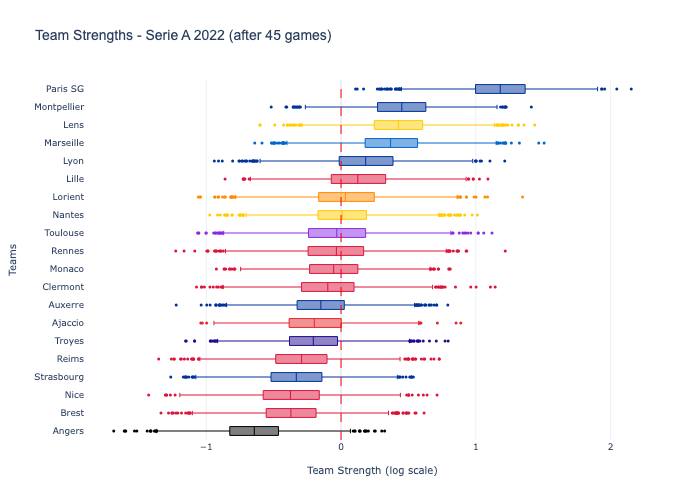 Team Strengths - Serie A 2022 (after 45 games)
Paris SG
Montpellier
Lens
Marseille
Lyon
Lille
Lorient
Nantes
Toulouse
Rennes
Monaco
Clermont
Auxerre
Ajaccio
Troyes
Reims
Strasbourg
Nice
Brest
Angers
Teams
−1 0 1 2
Team Strength (log scale)